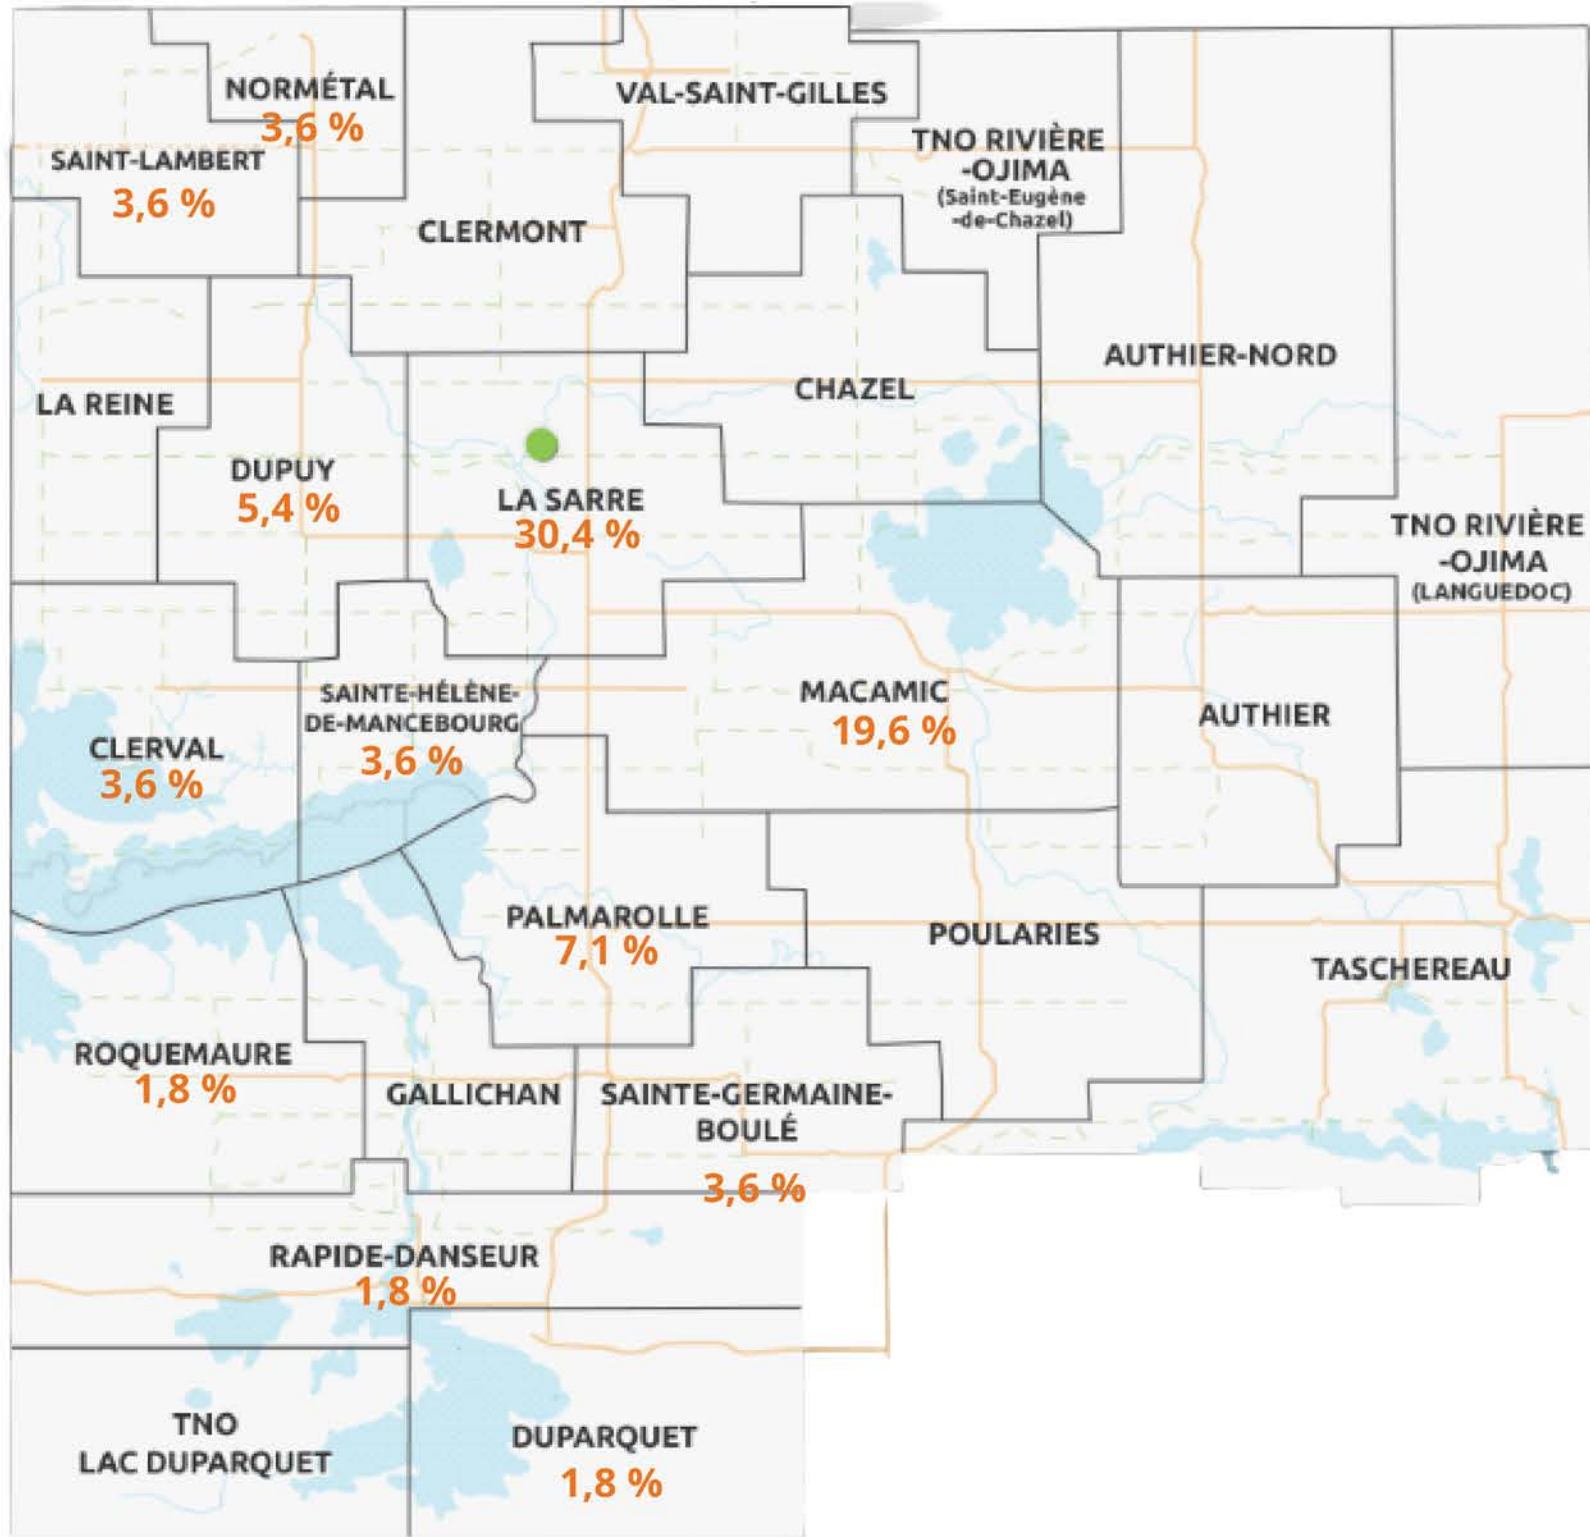 NORMÉTAL
3,6 %
VAL-SAINT-GILLES
SAINT-LAMBERT
3,6 %
TNO RIVIÈRE
-OJIMA
(Saint-Eugène
-de-Chazel)
CLERMONT
AUTHIER-NORD
CHAZEL
LA REINE
DUPUY
5,4 %
LA SARRE
30,4 %
TNO RIVIÈRE
-OJIMA
(LANGUEDOC)
SAINTE-HÉLÈNE-
DE-MANCEBOURG
3,6 %
MACAMIC
19,6 %
AUTHIER
CLERVAL
3,6 %
PALMAROLLE
7,1 %
POULARIES
TASCHEREAU
ROQUEMAURE
1,8 %
GALLICHAN
SAINTE-GERMAINE-
BOULÉ
3,6 %
RAPIDE-DANSEUR
1,8 %
TNO
LAC DUPARQUET
DUPARQUET
1,8 %